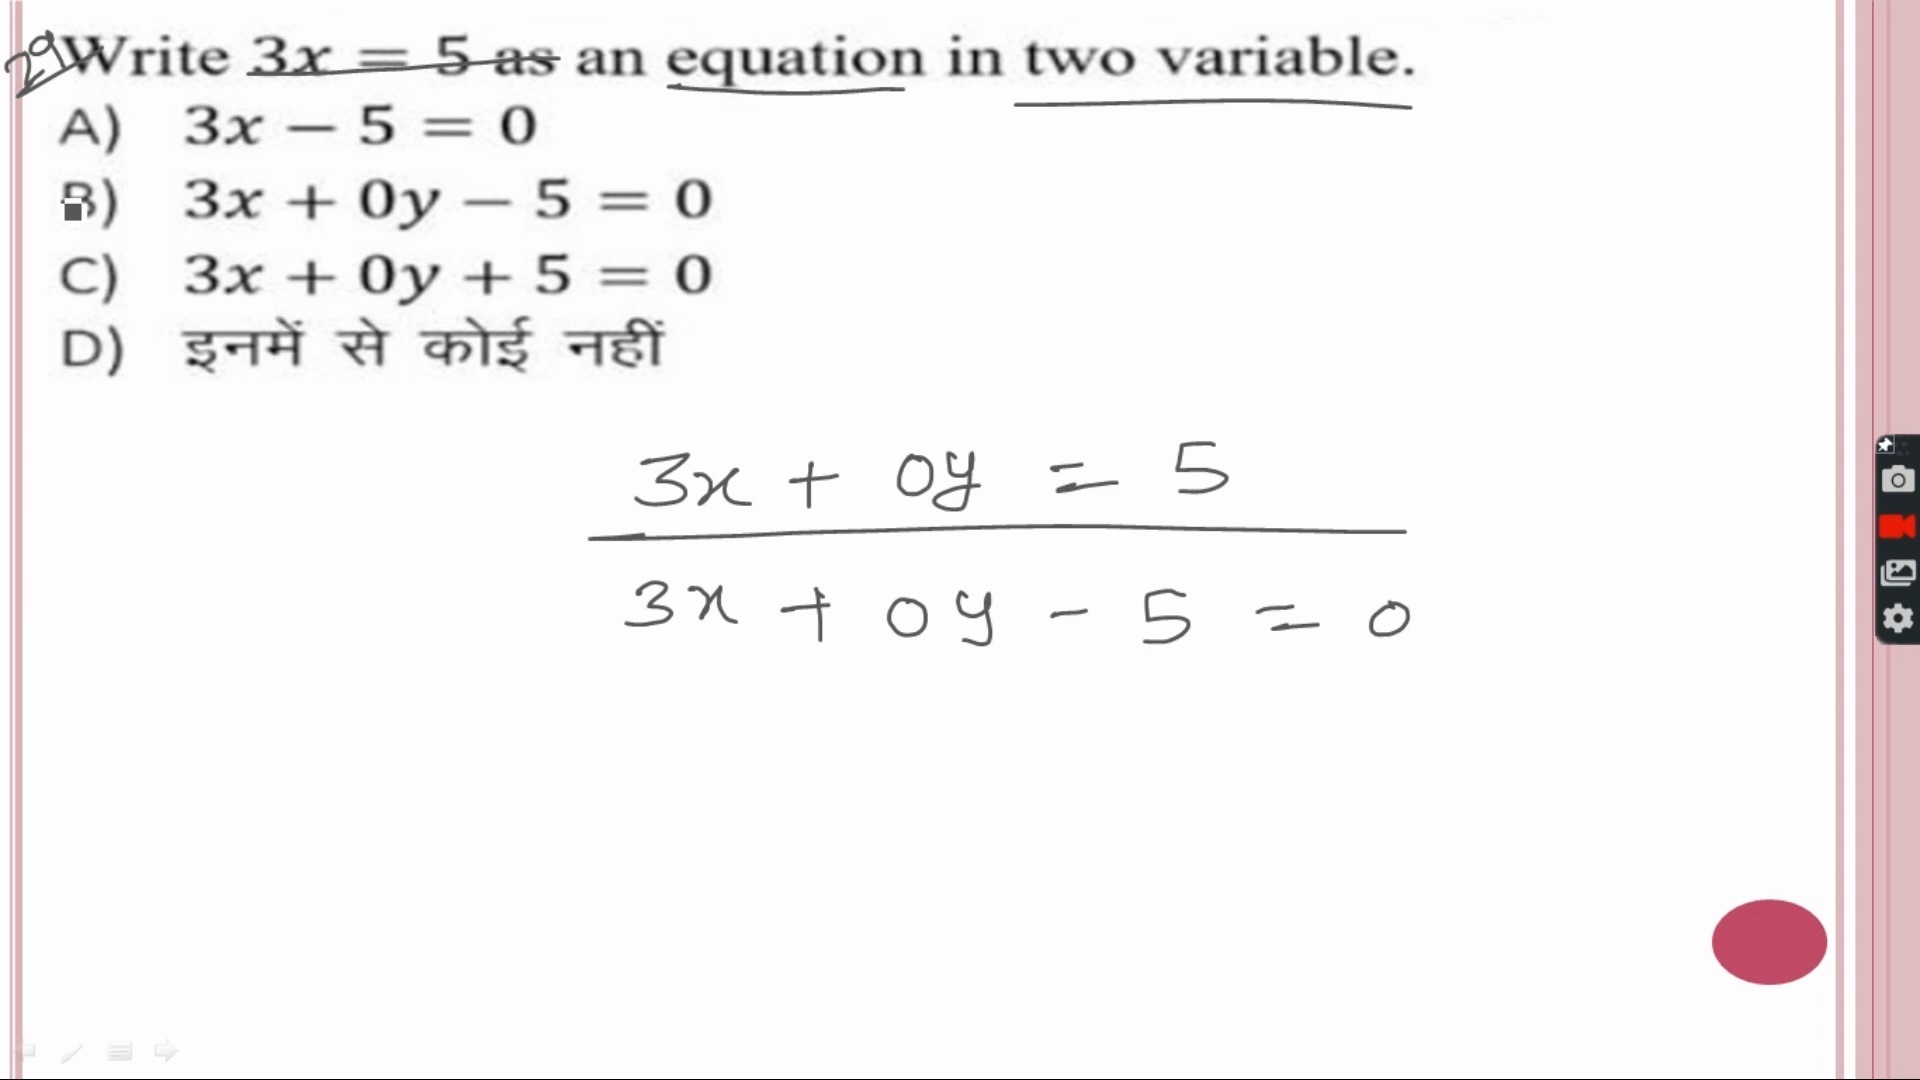 29 Write 3x = 5 as an equation in two variable.
A) 3x − 5 = 0
B) 3x + 0y − 5 = 0
C) 3x + 0y + 5 = 0
D) इनमें से कोई नहीं
3x + 0y = 5
3x + 0y - 5 = 0